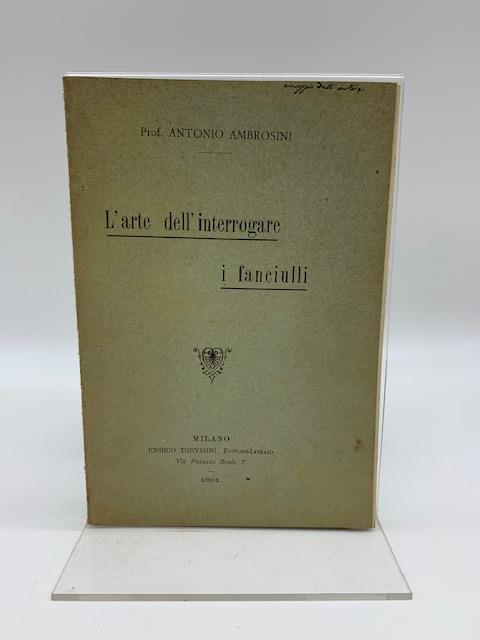 omaggio dell'autore
Prof. ANTONIO AMBROSINI
L'arte dell'interrogare
i fanciulli
MILANO
ENRICO TREVISINI, EDITORE-LIBRAIO
Via Palazzo Reale, 7
1901